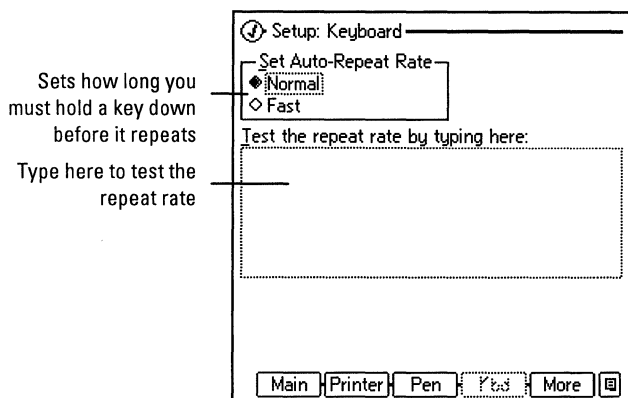 Setup: Keyboard
Set Auto-Repeat Rate
Normal
Fast
Test the repeat rate by typing here:
Sets how long you
must hold a key down
before it repeats
Type here to test the
repeat rate
Main Printer Pen More